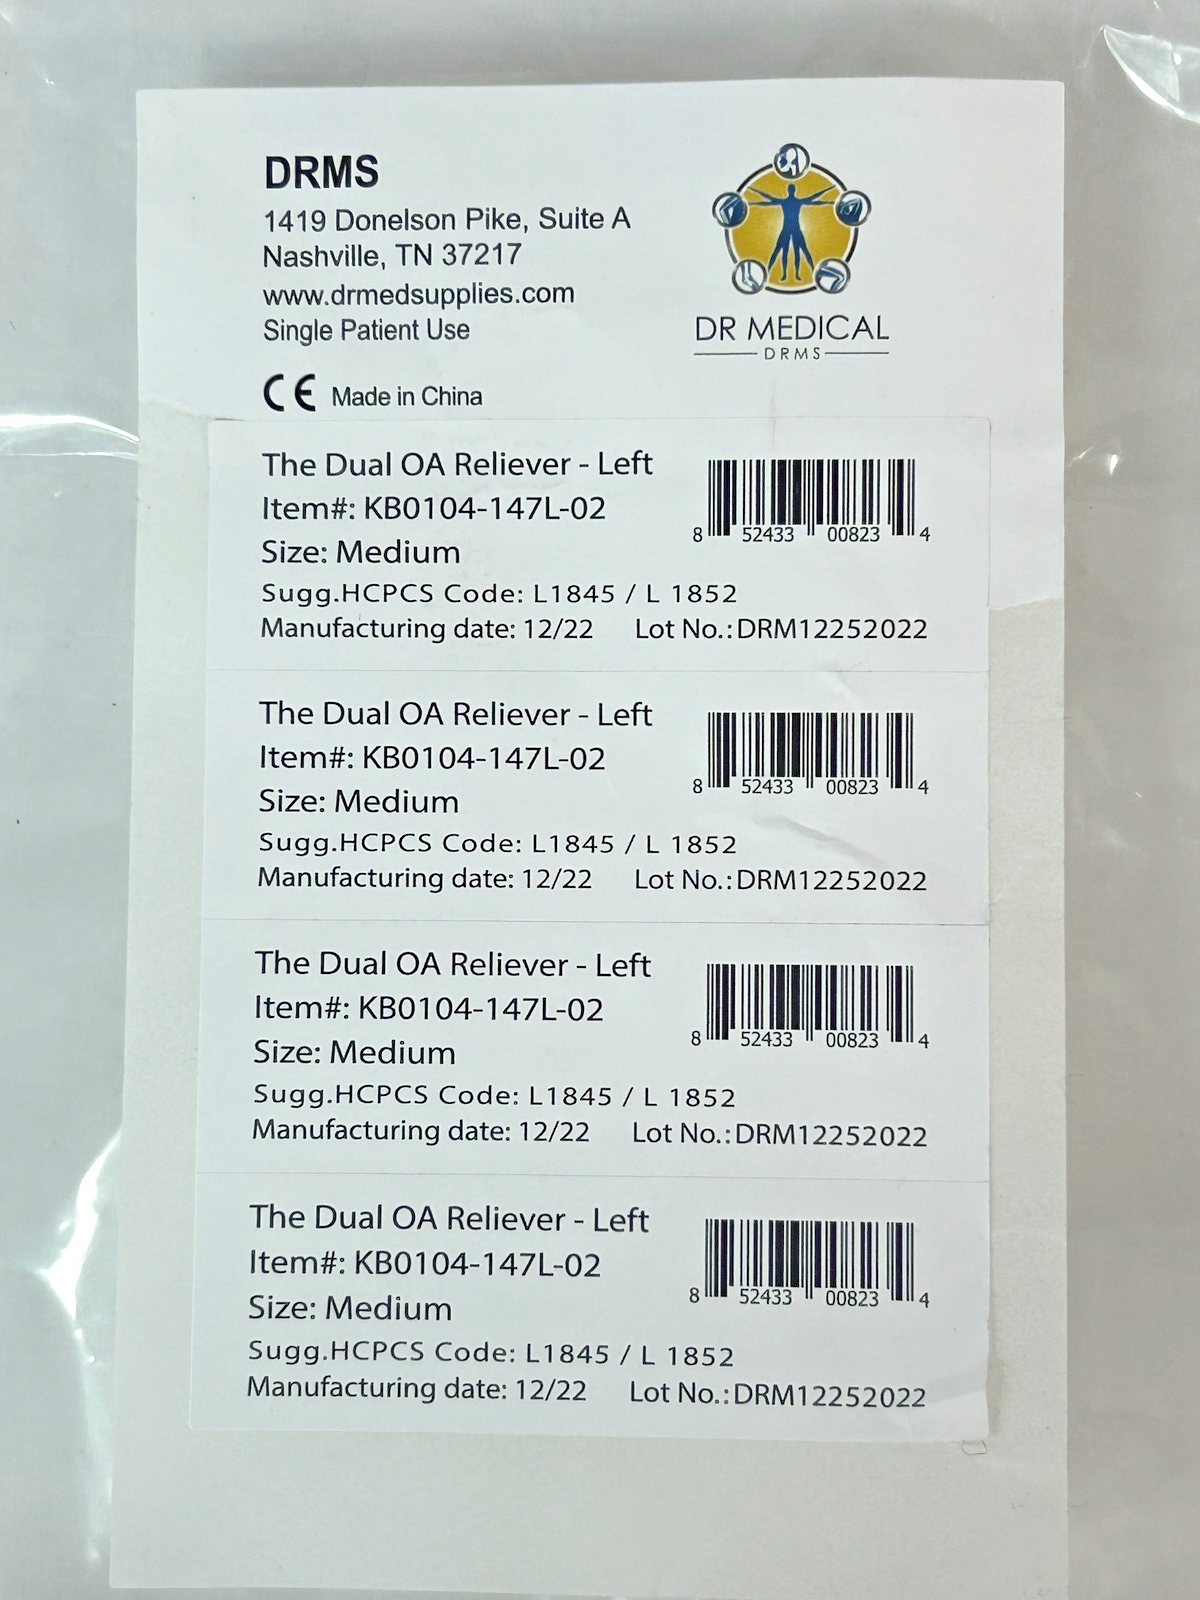 DRMS
1419 Donelson Pike, Suite A
Nashville, TN 37217
www.drmedsupplies.com
Single Patient Use
CE Made in China
DR MEDICAL
DRMS
The Dual OA Reliever - Left
Item#: KB0104-147L-02
Size: Medium
Sugg.HCPCS Code: L1845 / L 1852
Manufacturing date: 12/22 Lot No.:DRM12252022
8 52433 00823 4
The Dual OA Reliever - Left
Item#: KB0104-147L-02
Size: Medium
Sugg.HCPCS Code: L1845 / L 1852
Manufacturing date: 12/22 Lot No.:DRM12252022
8 52433 00823 4
The Dual OA Reliever - Left
Item#: KB0104-147L-02
Size: Medium
Sugg.HCPCS Code: L1845 / L 1852
Manufacturing date: 12/22 Lot No.:DRM12252022
8 52433 00823 4
The Dual OA Reliever - Left
Item#: KB0104-147L-02
Size: Medium
Sugg.HCPCS Code: L1845 / L 1852
Manufacturing date: 12/22 Lot No.:DRM12252022
8 52433 00823 4